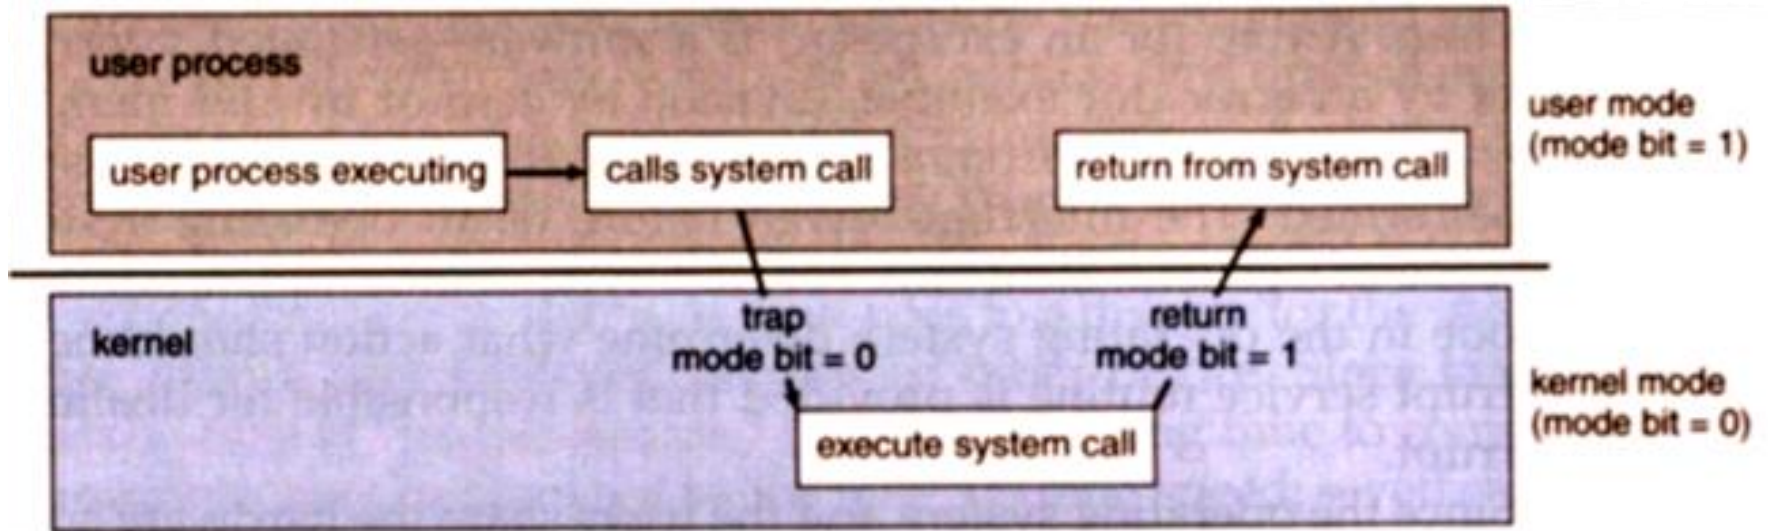 user process
user process executing
calls system call
return from system call
user mode
(mode bit = 1)
kernel
trap
mode bit = 0
return
mode bit = 1
execute system call
kernel mode
(mode bit = 0)